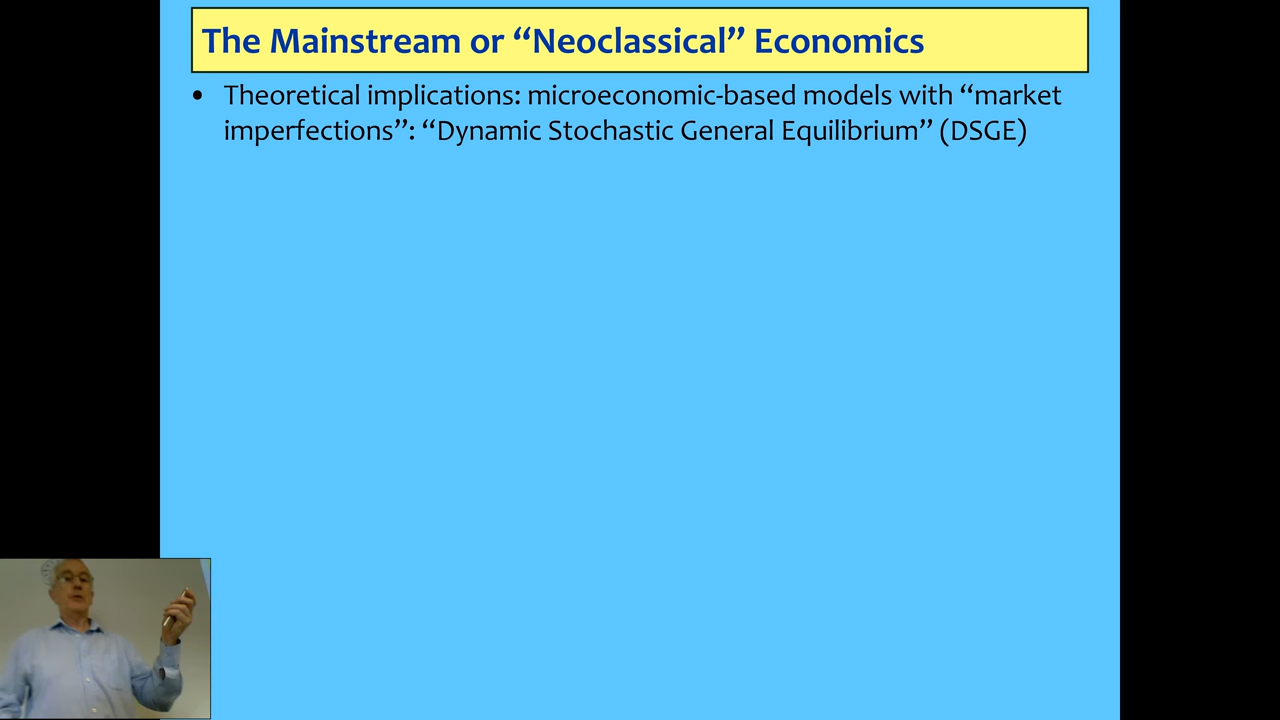 The Mainstream or “Neoclassical” Economics
• Theoretical implications: microeconomic-based models with “market
imperfections”: “Dynamic Stochastic General Equilibrium” (DSGE)